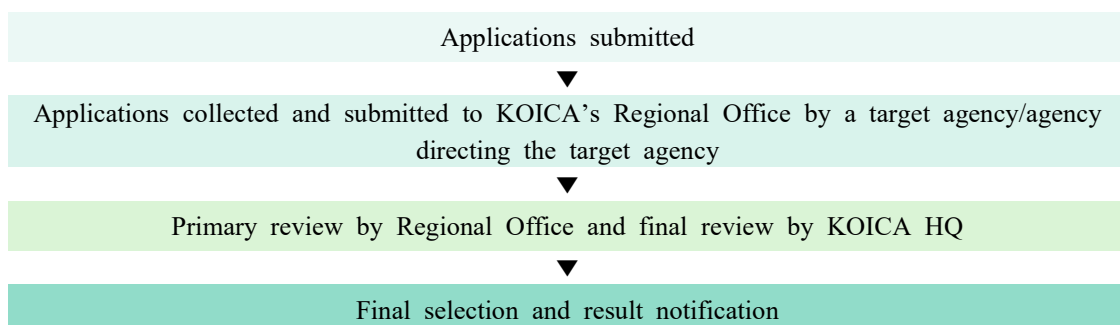 Applications submitted
▼
Applications collected and submitted to KOICA's Regional Office by a target agency/agency
directing the target agency
▼
Primary review by Regional Office and final review by KOICA HQ
▼
Final selection and result notification